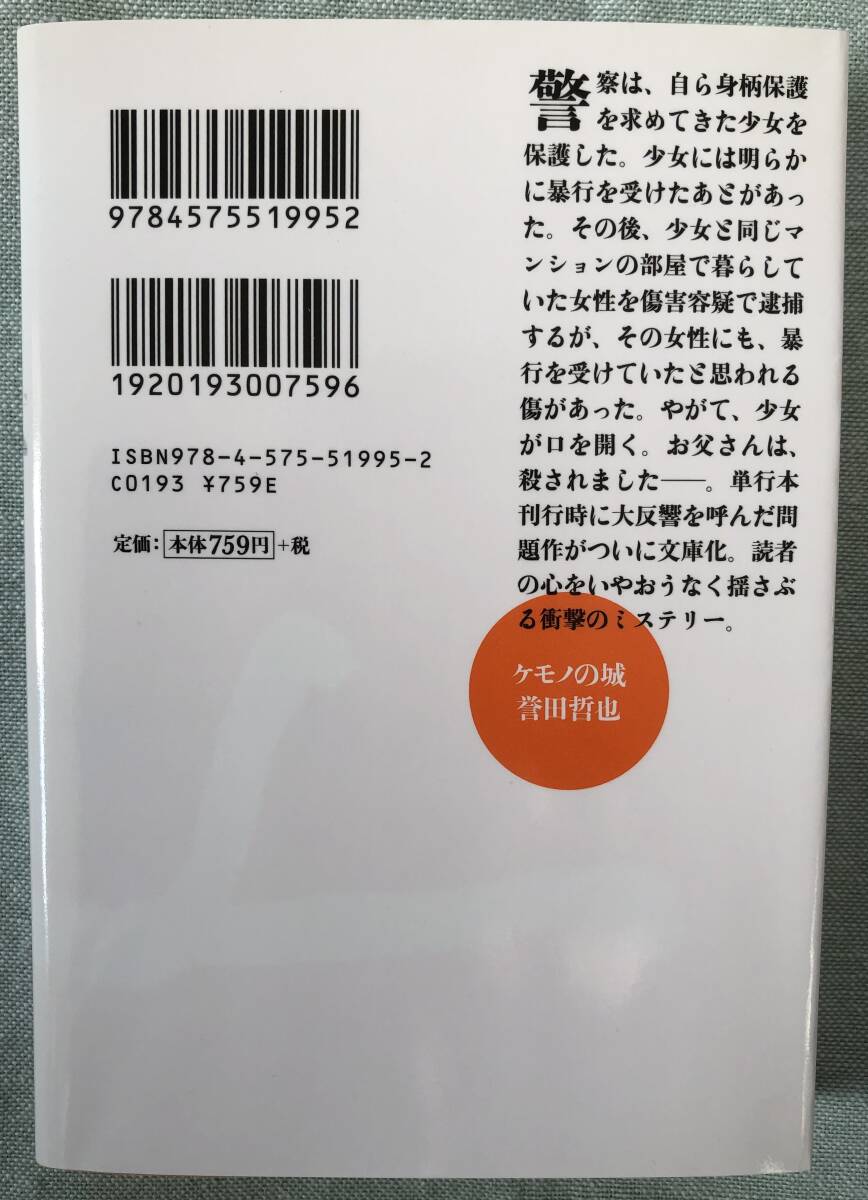 9784575519952
1920193007596
ISBN978-4-575-51995-2
C0193 ¥759E
定価：本体759円+税
警察は、自ら身柄保護
を求めてきた少女を
保護した。少女には明らか
に暴行を受けたあとがあっ
た。その後、少女と同じマ
ンションの部屋で暮らして
いた女性を傷害容疑で逮捕
するが、その女性にも、暴
行を受けていたと思われる
傷があった。やがて、少女
が口を開く。お父さんは、
殺されました――。単行本
刊行時に大反響を呼んだ問
題作がついに文庫化。読者
の心をいやおうなく揺さぶ
る衝撃のミステリー。
ケモノの城
誉田哲也